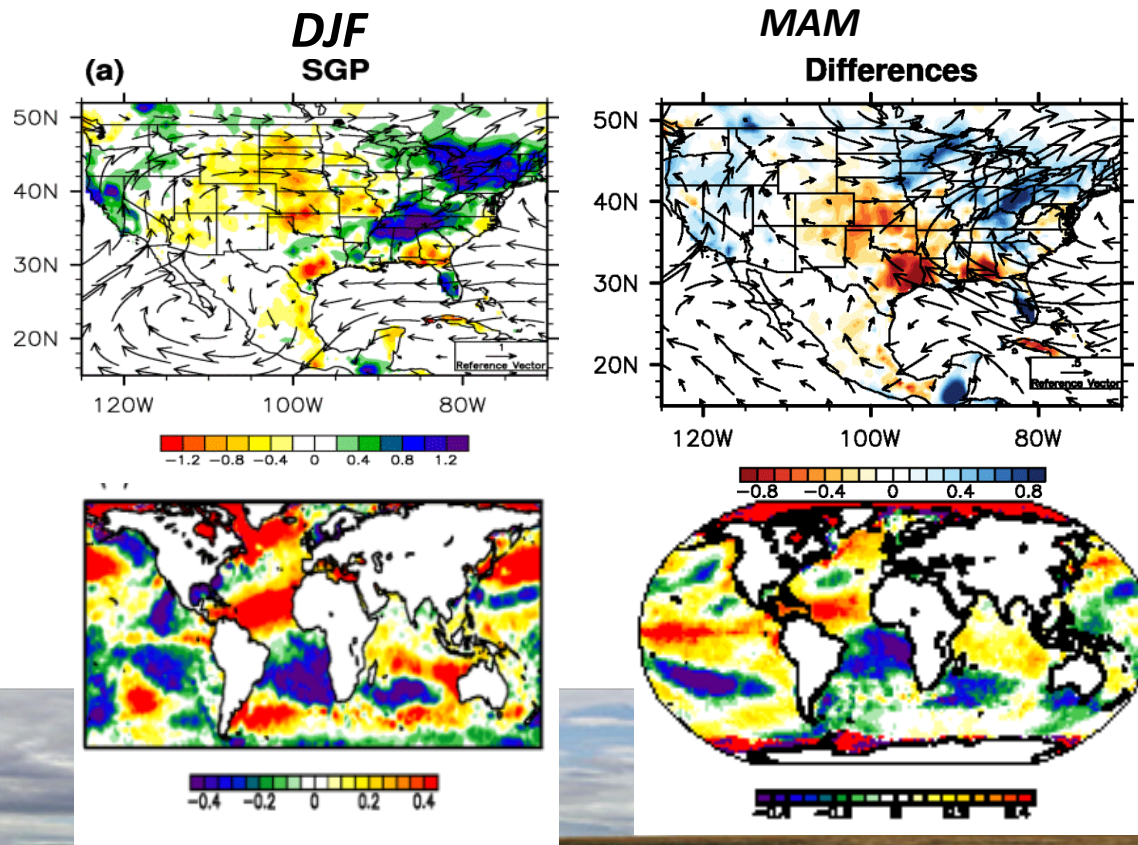 DJF
MAM
(a) SGP
Differences
50N
40N
30N
20N
120W 100W 80W
1
Reference Vector
-1.2 -0.8 -0.4 0 0.4 0.8 1.2
50N
40N
30N
20N
120W 100W 80W
.5
Reference Vector
-0.8 -0.4 0 0.4 0.8
-0.4 -0.2 0 0.2 0.4